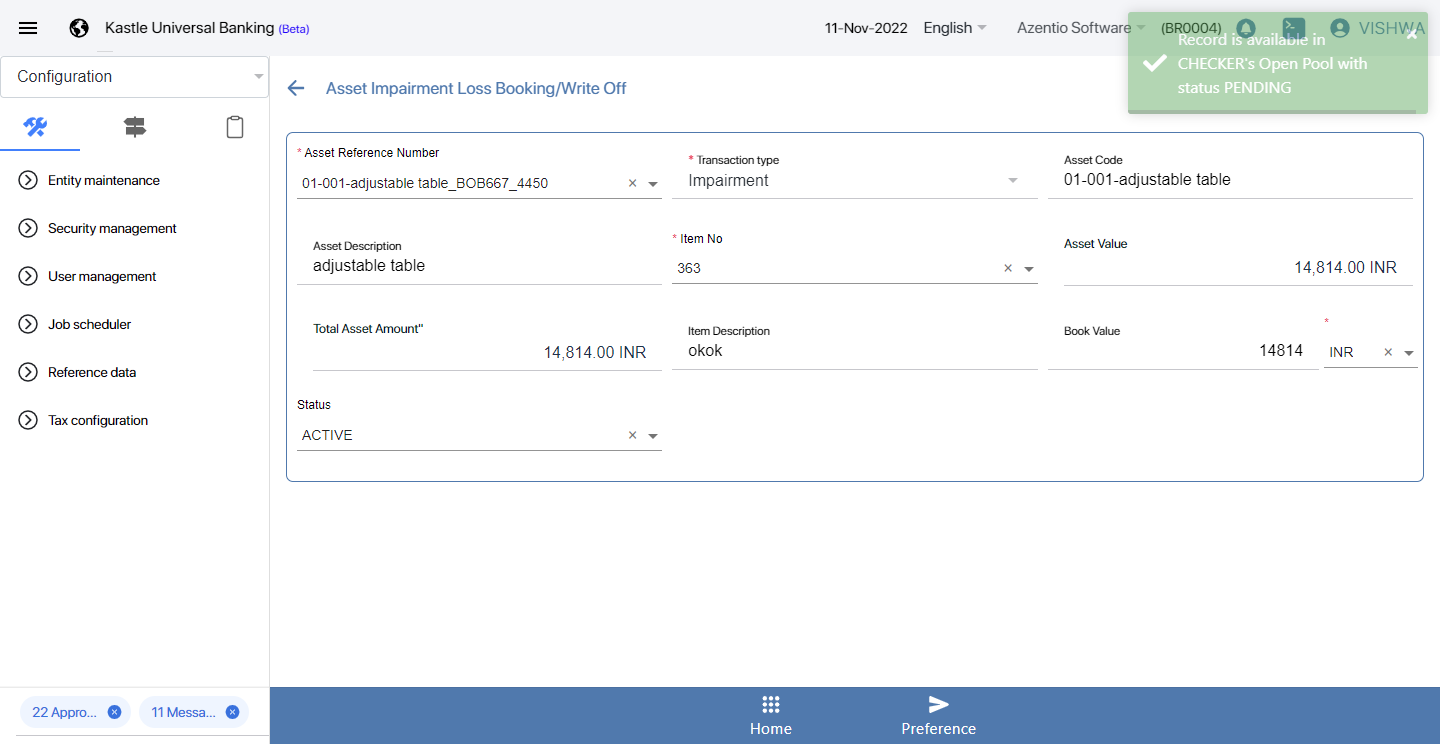 Kastle Universal Banking (Beta)
11-Nov-2022 English Azentio Software (BR0004) VISHWA
Record is available in
CHECKER's Open Pool with
status PENDING
Configuration
Asset Impairment Loss Booking/Write Off
Entity maintenance
Security management
User management
Job scheduler
Reference data
Tax configuration
* Asset Reference Number
01-001-adjustable table_BOB667_4450
* Transaction type
Impairment
Asset Code
01-001-adjustable table
Asset Description
adjustable table
* Item No
363
Asset Value
14,814.00 INR
Total Asset Amount"
14,814.00 INR
Item Description
okok
Book Value
14814
*
INR
Status
ACTIVE
22 Appro...
11 Messa...
Home
Preference